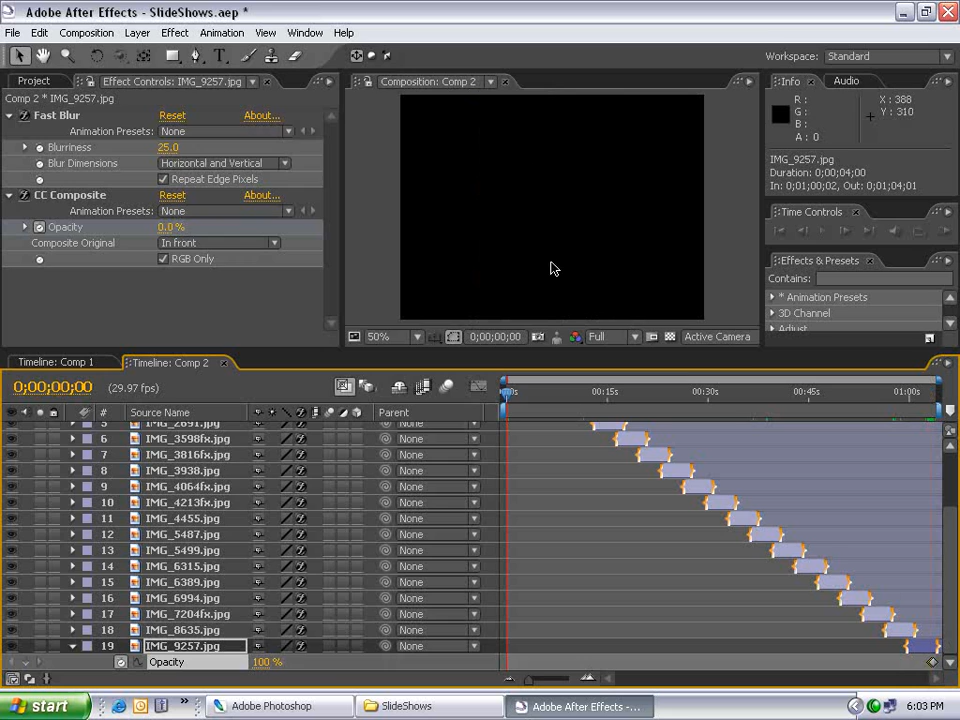 Adobe After Effects - SlideShows.aep *
File Edit Composition Layer Effect Animation View Window Help
Workspace: Standard
Project Effect Controls: IMG_9257.jpg
Composition: Comp 2
Info Audio
Comp 2 * IMG_9257.jpg
Fast Blur Reset About...
Animation Presets: None
Blurriness 25.0
Blur Dimensions Horizontal and Vertical
Repeat Edge Pixels
CC Composite Reset About...
Animation Presets: None
Opacity 0.0 %
Composite Original In front
RGB Only
R :
G :
B :
A : 0
X : 388
Y : 310
IMG_9257.jpg
Duration: 0;00;04;00
In: 0;01;00;02, Out: 0;01;04;01
Time Controls
Effects & Presets
Contains:
* Animation Presets
3D Channel
Adjust
50% 0;00;00;00 Full Active Camera
Timeline: Comp 1 Timeline: Comp 2
0;00;00;00 (29.97 fps)
00:15s 00:30s 00:45s 01:00s
# Source Name Parent
5 IMG_2691.jpg None
6 IMG_3598fx.jpg None
7 IMG_3816fx.jpg None
8 IMG_3938.jpg None
9 IMG_4064fx.jpg None
10 IMG_4213fx.jpg None
11 IMG_4455.jpg None
12 IMG_5487.jpg None
13 IMG_5499.jpg None
14 IMG_6315.jpg None
15 IMG_6389.jpg None
16 IMG_6994.jpg None
17 IMG_7204fx.jpg None
18 IMG_8635.jpg None
19 IMG_9257.jpg None
Opacity 100 %
start Adobe Photoshop SlideShows Adobe After Effects -... 6:03 PM